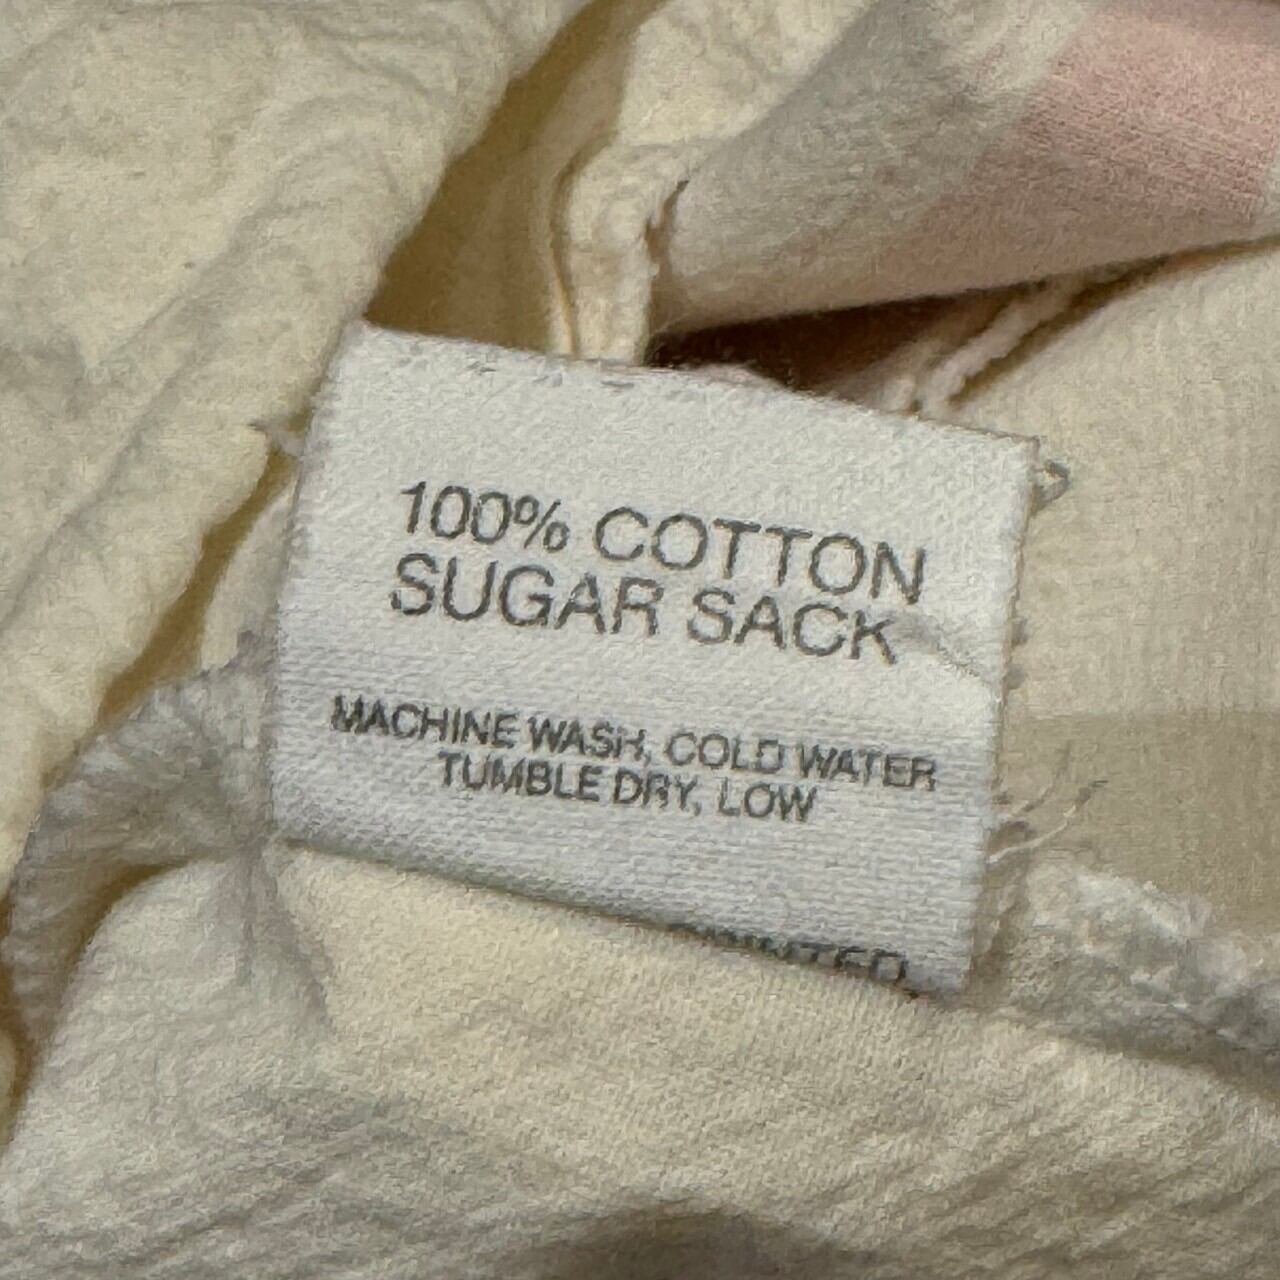 100% COTTON
SUGAR SACK
MACHINE WASH, COLD WATER
TUMBLE DRY, LOW